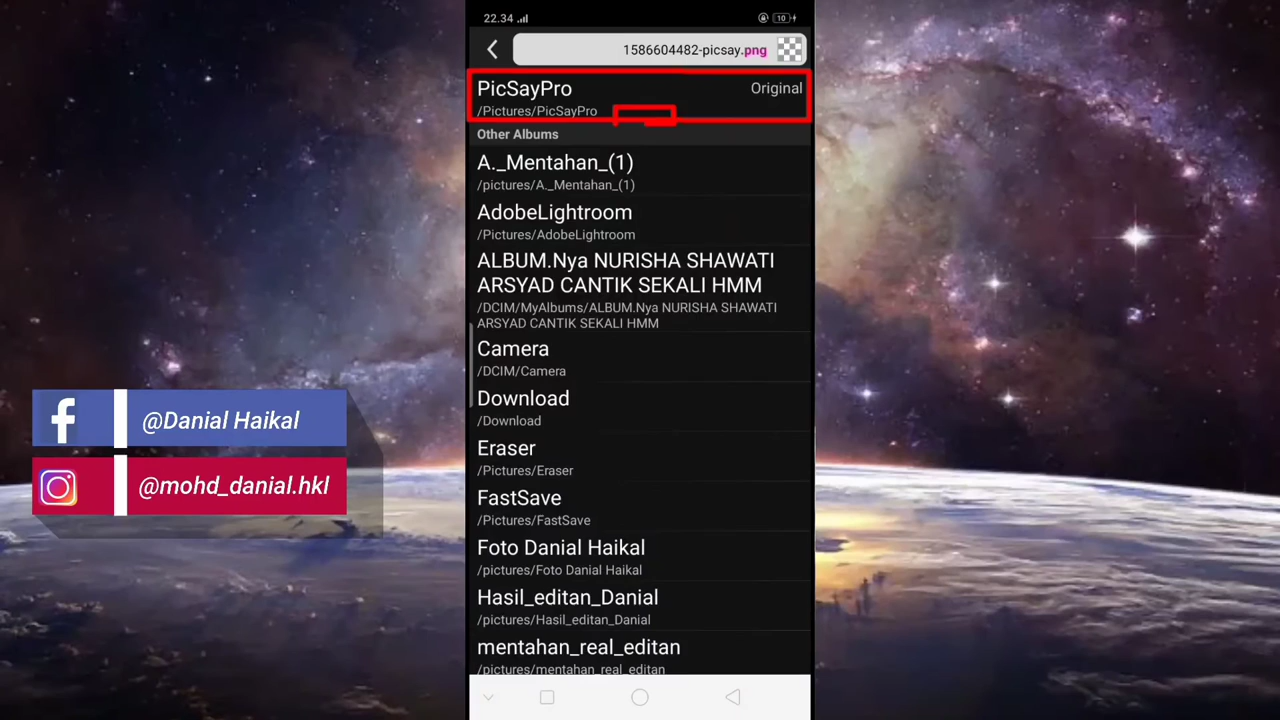 22.34
10
1586604482-picsay.png
PicSayPro
Original
/Pictures/PicSayPro
Other Albums
A._Mentahan_(1)
/pictures/A._Mentahan_(1)
AdobeLightroom
/Pictures/AdobeLightroom
ALBUM.Nya NURISHA SHAWATI
ARSYAD CANTIK SEKALI HMM
/DCIM/MyAlbums/ALBUM.Nya NURISHA SHAWATI
ARSYAD CANTIK SEKALI HMM
Camera
/DCIM/Camera
Download
/Download
Eraser
/Pictures/Eraser
FastSave
/Pictures/FastSave
Foto Danial Haikal
/pictures/Foto Danial Haikal
Hasil_editan_Danial
/pictures/Hasil_editan_Danial
mentahan_real_editan
/pictures/mentahan_real_editan
@Danial Haikal
@mohd_danial.hkl